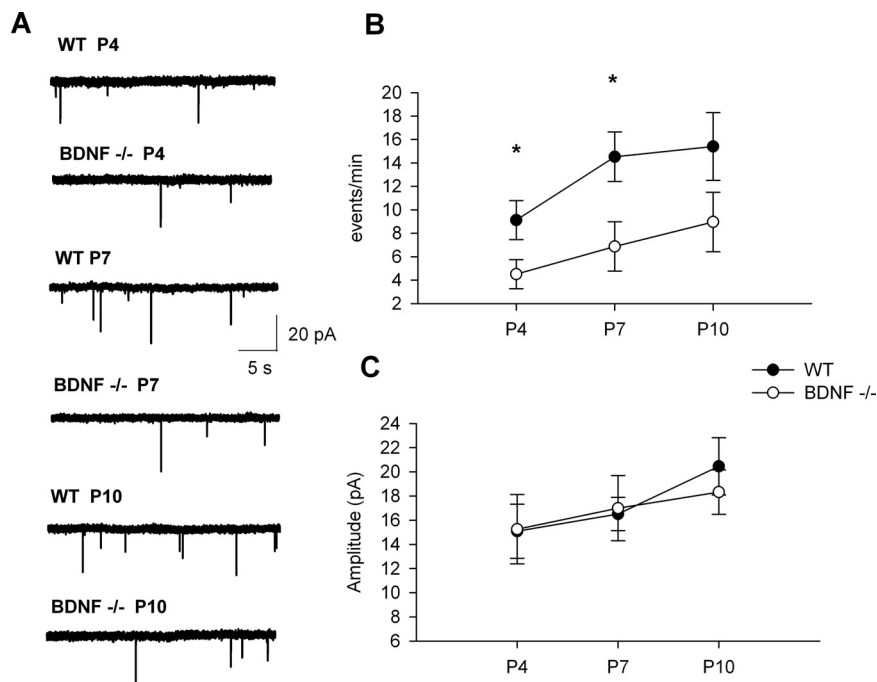 A
WT P4
BDNF -/- P4
WT P7
20 pA
5 s
BDNF -/- P7
WT P10
BDNF -/- P10
B
events/min
20
18
16
14
12
10
8
6
4
2
*
*
P4
P7
P10
WT
BDNF -/-
C
Amplitude (pA)
24
22
20
18
16
14
12
10
8
6
P4
P7
P10